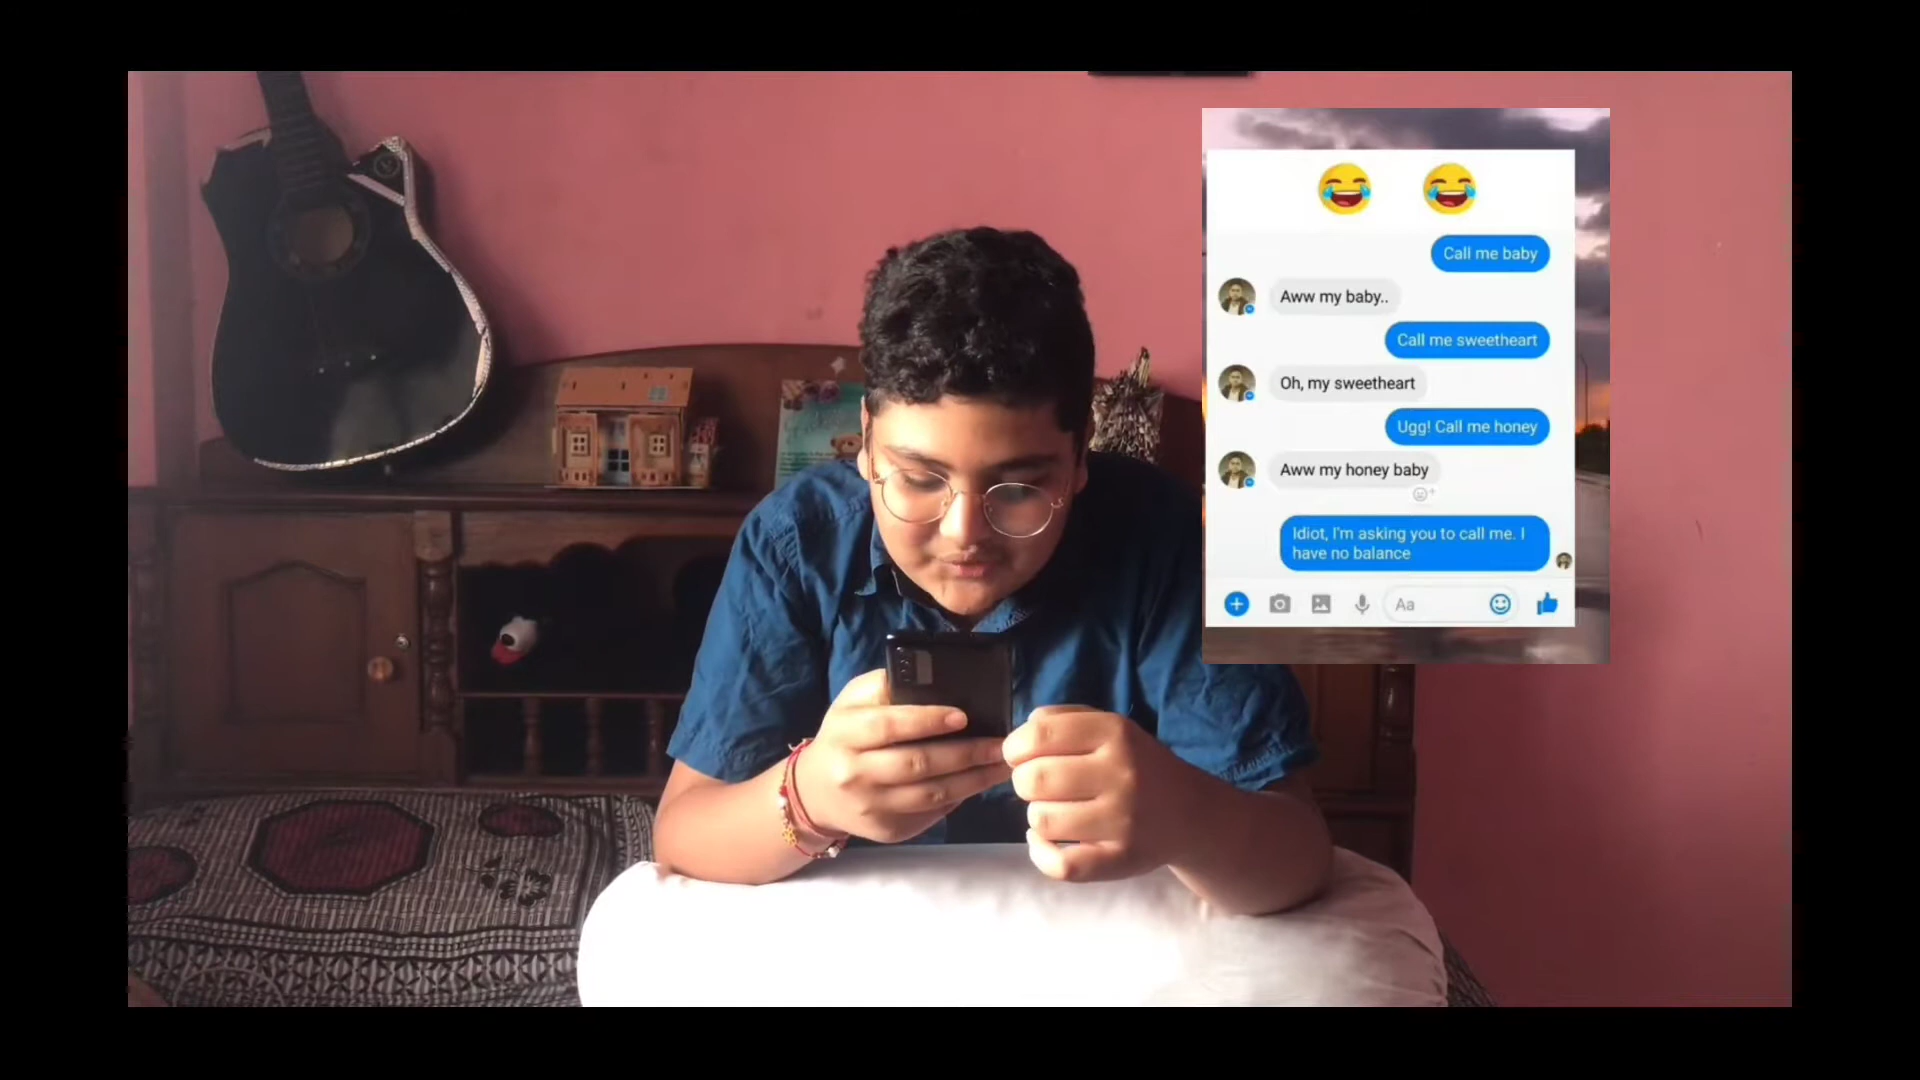 Call me baby
Aww my baby..
Call me sweetheart
Oh, my sweetheart
Ugg! Call me honey
Aww my honey baby
Idiot, I'm asking you to call me. I
have no balance
Aa